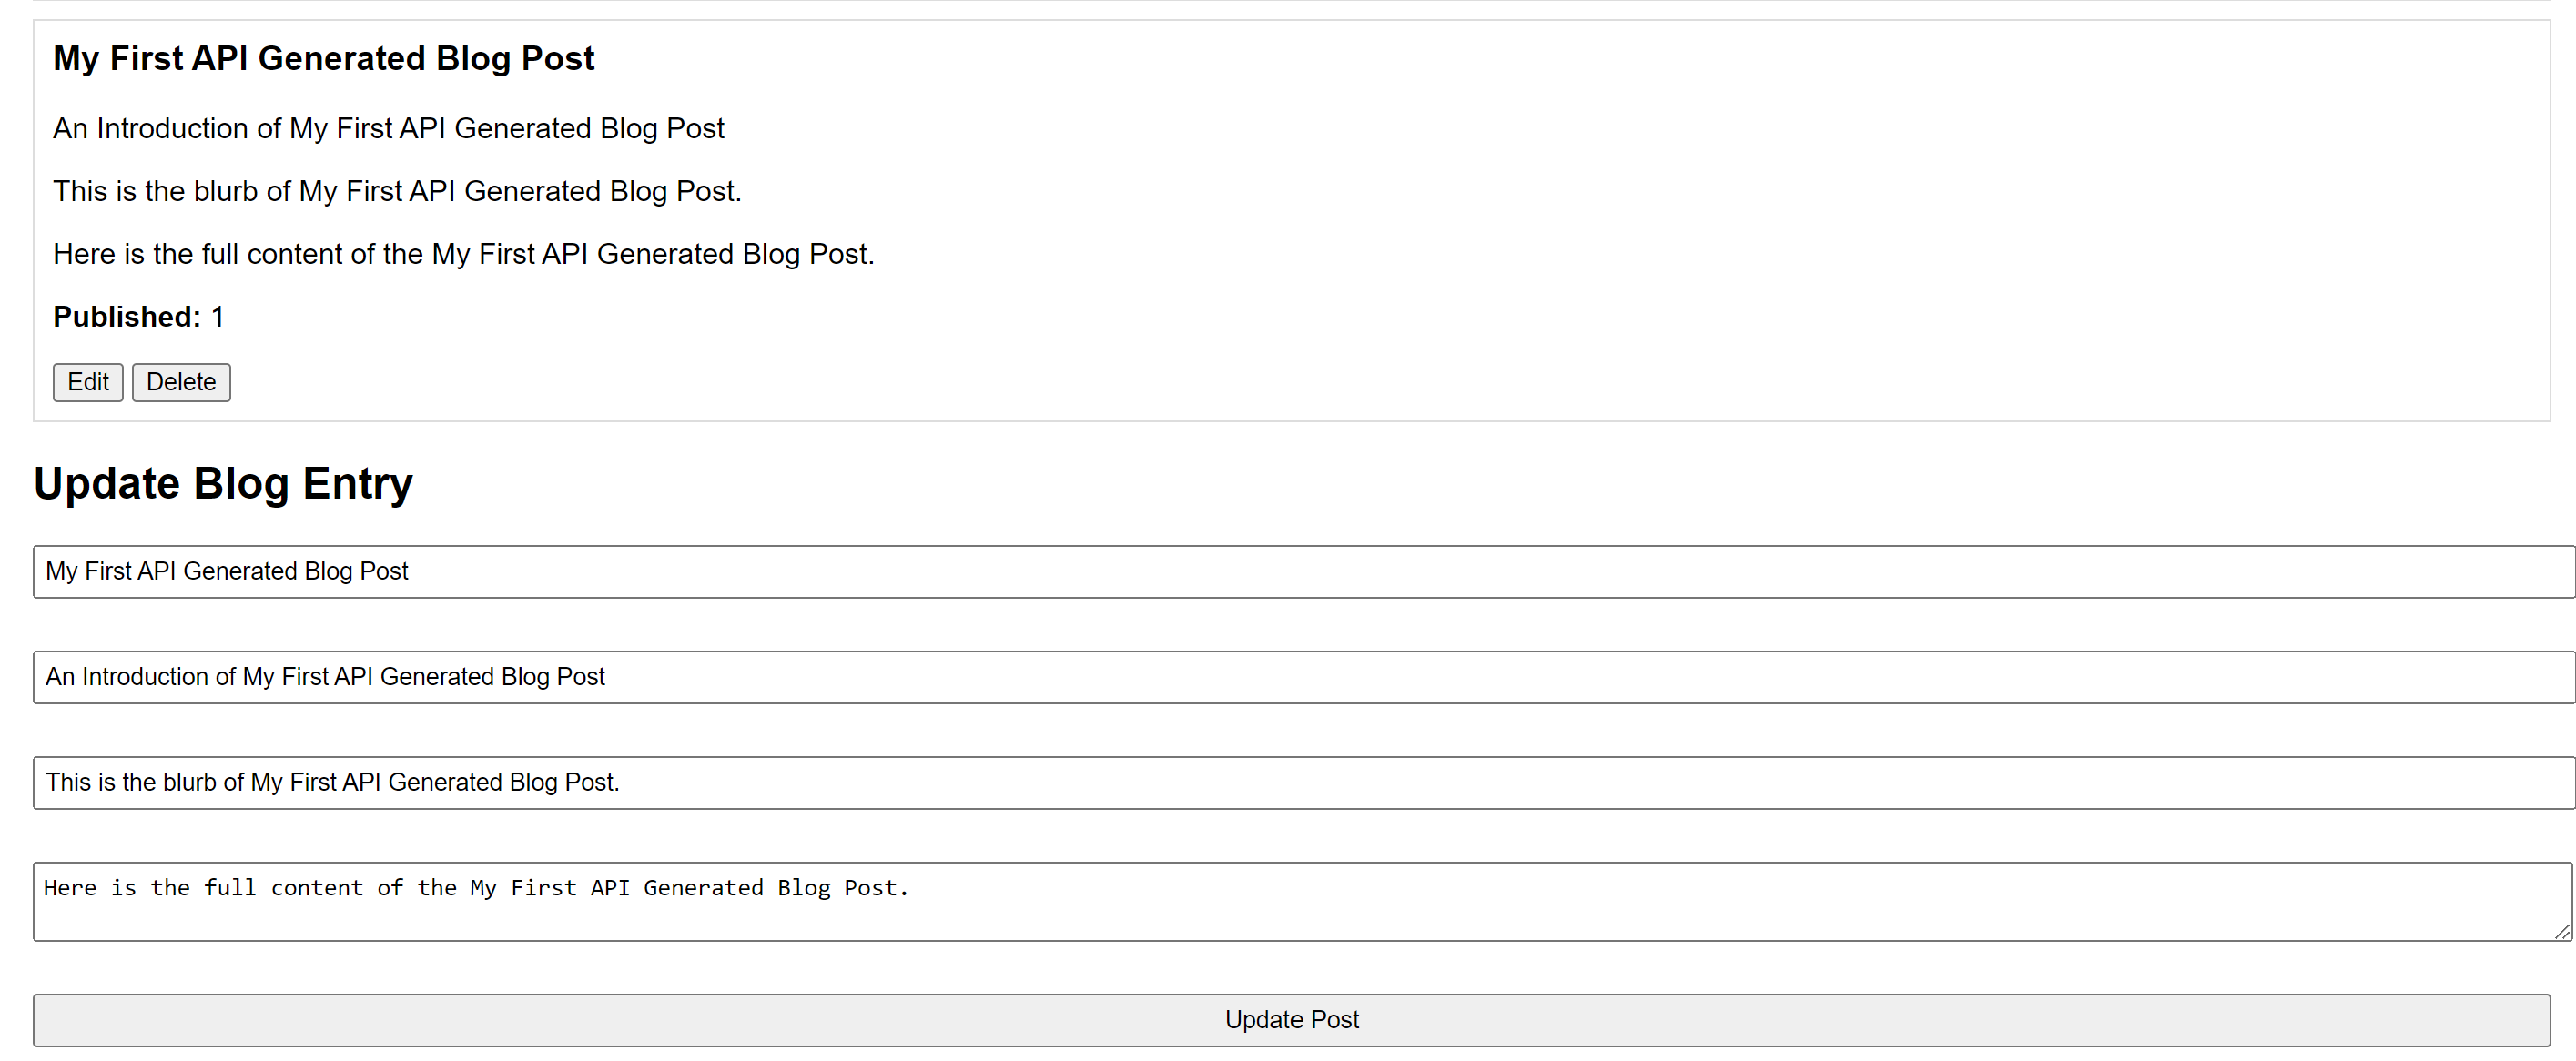 My First API Generated Blog Post
An Introduction of My First API Generated Blog Post
This is the blurb of My First API Generated Blog Post.
Here is the full content of the My First API Generated Blog Post.
Published: 1
Edit Delete
Update Blog Entry
My First API Generated Blog Post
An Introduction of My First API Generated Blog Post
This is the blurb of My First API Generated Blog Post.
Here is the full content of the My First API Generated Blog Post.
Update Post